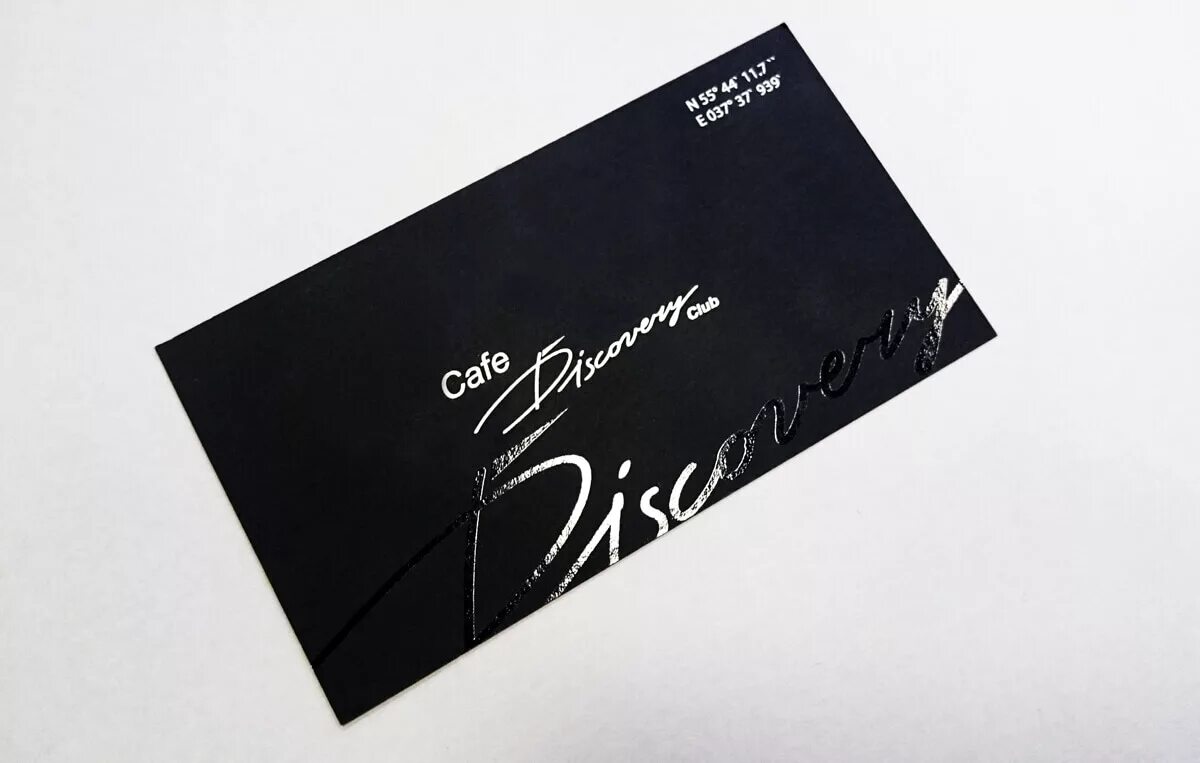 N 55° 44' 11.7''
E 037° 37' 939'
Cafe Discovery Club
Discovery